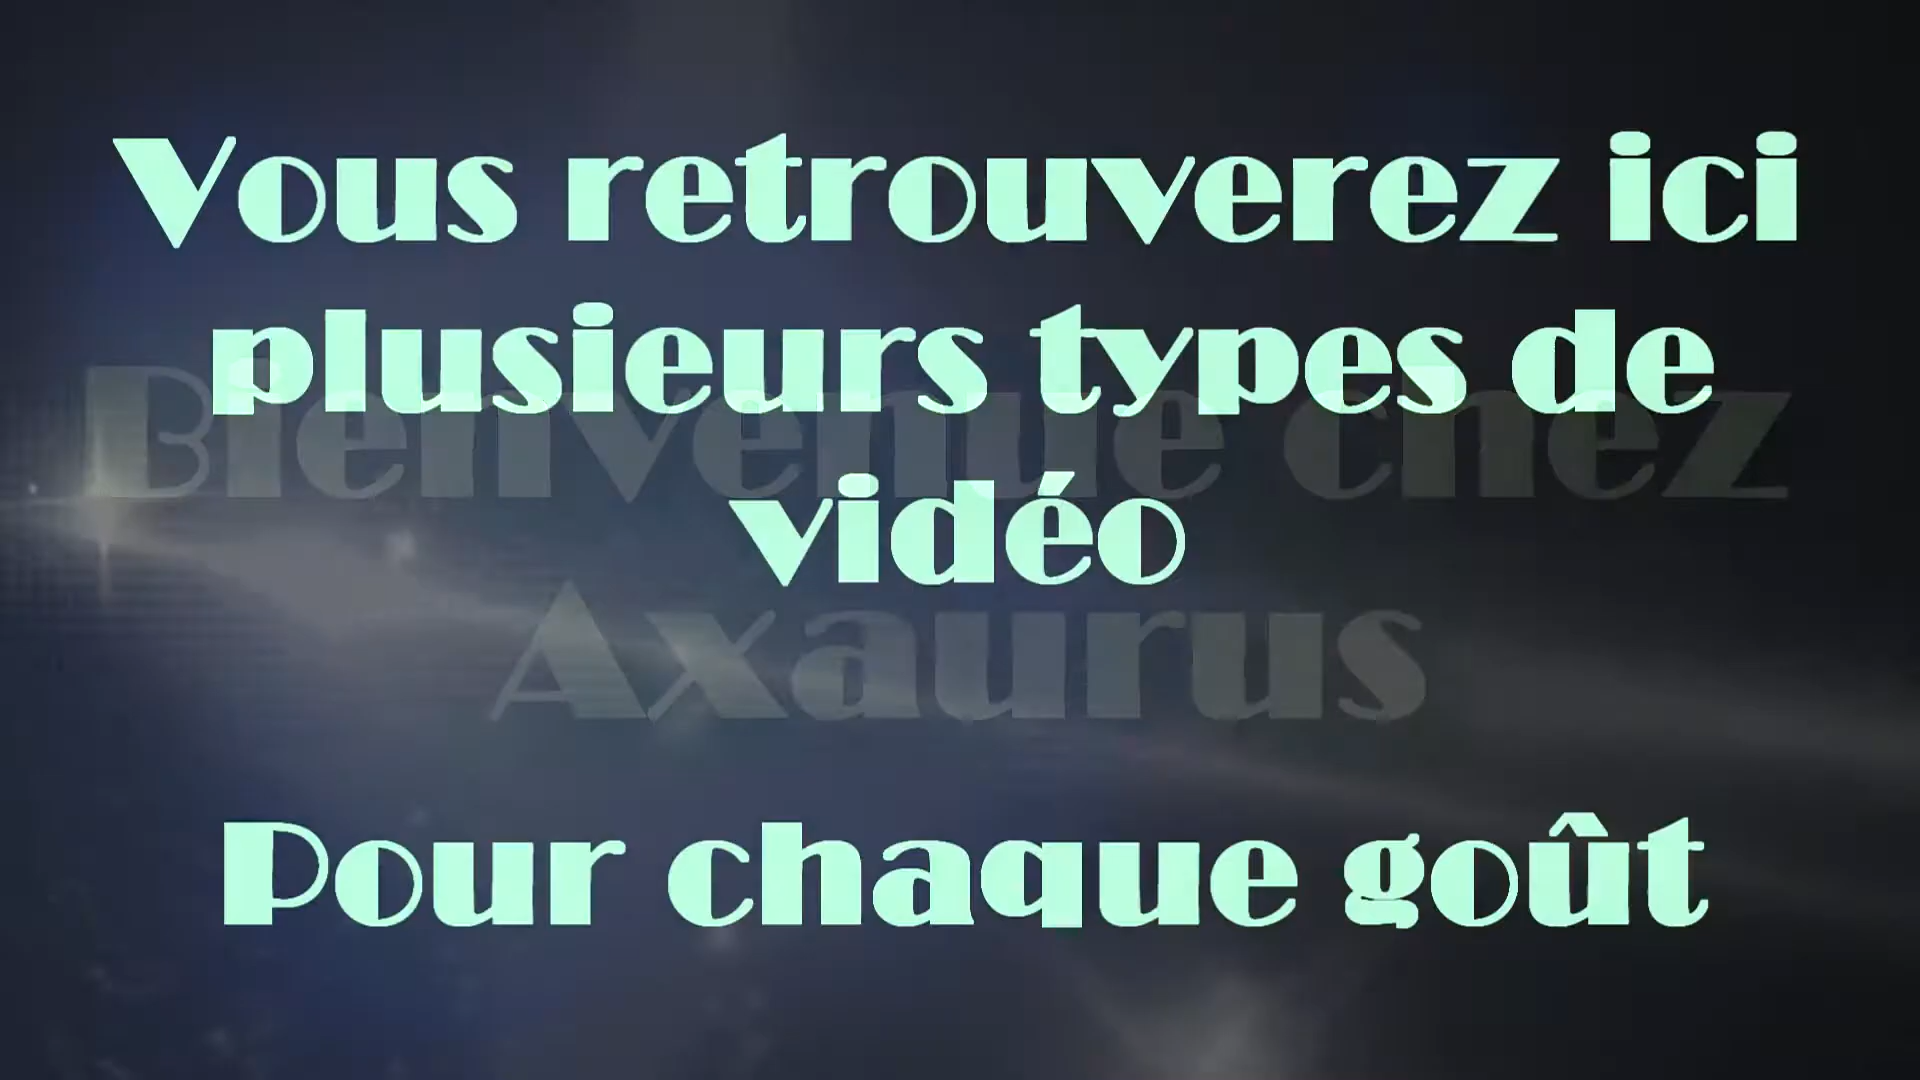 Vous retrouverez ici
plusieurs types de
Bienvenue chez
vidéo
Axaurus
Pour chaque goût